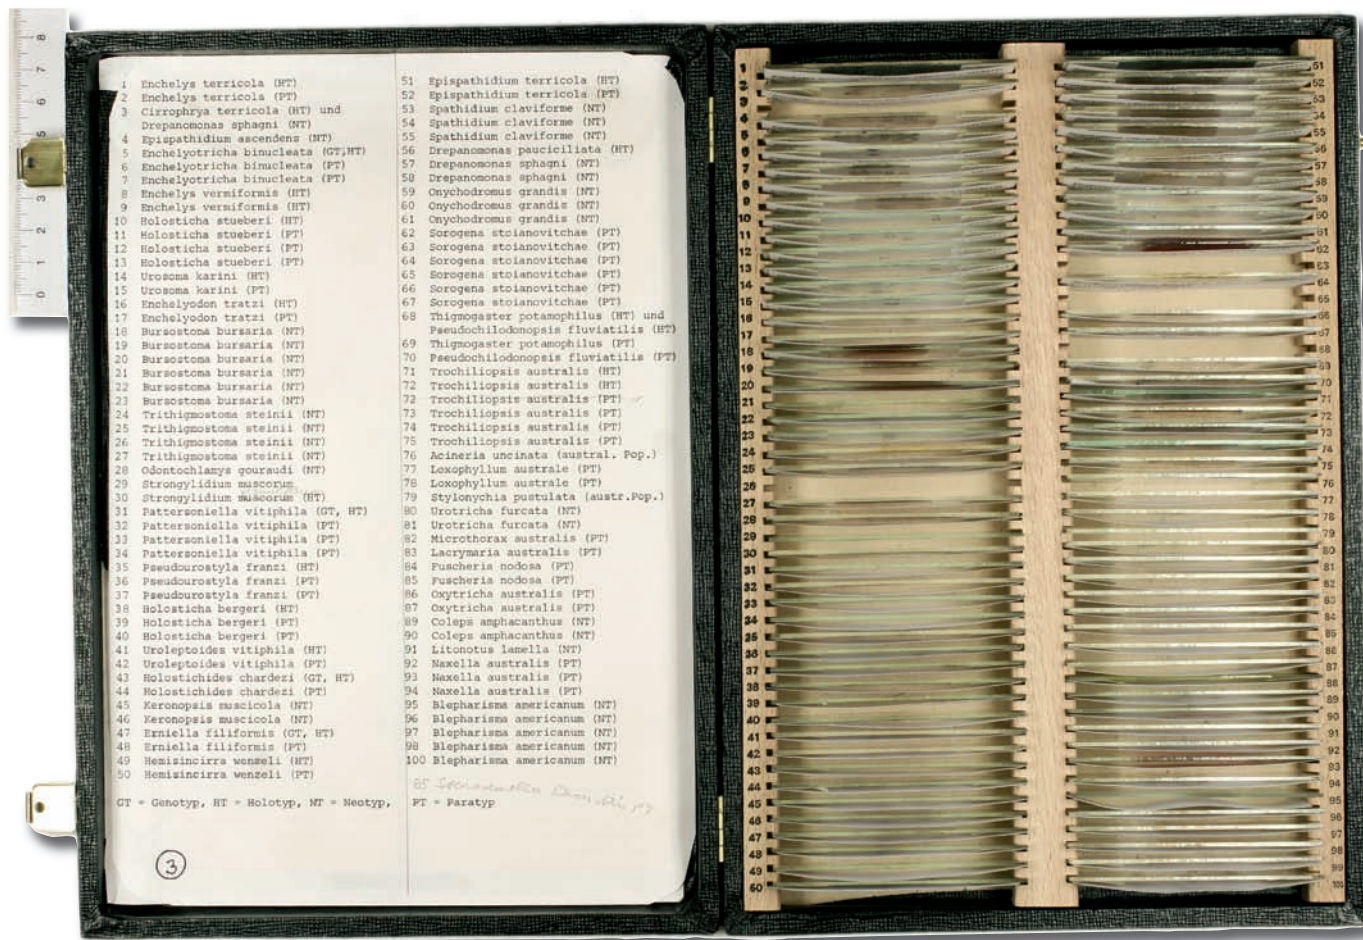 1 Enchelys terricola (HT)
2 Enchelys terricola (PT)
3 Cirrophrya terricola (HT) und
Drepanomonas sphagni (NT)
4 Epispathidium ascendens (NT)
5 Enchelyotricha binucleata (GT,HT)
6 Enchelyotricha binucleata (PT)
7 Enchelyotricha binucleata (PT)
8 Enchelys vermiformis (HT)
9 Enchelys vermiformis (HT)
10 Holosticha stueberi (HT)
11 Holosticha stueberi (PT)
12 Holosticha stueberi (PT)
13 Holosticha stueberi (PT)
14 Urosoma karini (HT)
15 Urosoma karini (PT)
16 Enchelyodon tratzi (HT)
17 Enchelyodon tratzi (PT)
18 Bursostoma bursaria (NT)
19 Bursostoma bursaria (NT)
20 Bursostoma bursaria (NT)
21 Bursostoma bursaria (NT)
22 Bursostoma bursaria (NT)
23 Bursostoma bursaria (NT)
24 Trithigmostoma steinii (NT)
25 Trithigmostoma steinii (NT)
26 Trithigmostoma steinii (NT)
27 Trithigmostoma steinii (NT)
28 Odontochlamys gouraudi (NT)
29 Strongylidium muscorum
30 Strongylidium muscorum (HT)
31 Pattersoniella vitiphila (GT, HT)
32 Pattersoniella vitiphila (PT)
33 Pattersoniella vitiphila (PT)
34 Pattersoniella vitiphila (PT)
35 Pseudourostyla franzi (HT)
36 Pseudourostyla franzi (PT)
37 Pseudourostyla franzi (PT)
38 Holosticha bergeri (HT)
39 Holosticha bergeri (PT)
40 Holosticha bergeri (PT)
41 Uroleptoides vitiphila (HT)
42 Uroleptoides vitiphila (PT)
43 Holostichides chardezi (GT, HT)
44 Holostichides chardezi (PT)
45 Keronopsis muscicola (NT)
46 Keronopsis muscicola (NT)
47 Erniella filiformis (GT, HT)
48 Erniella filiformis (PT)
49 Hemisincirra wenzeli (HT)
50 Hemisincirra wenzeli (PT)
51 Epispathidium terricola (HT)
52 Epispathidium terricola (PT)
53 Spathidium claviforme (NT)
54 Spathidium claviforme (NT)
55 Spathidium claviforme (NT)
56 Drepanomonas pauciciliata (HT)
57 Drepanomonas sphagni (NT)
58 Drepanomonas sphagni (NT)
59 Onychodromus grandis (NT)
60 Onychodromus grandis (NT)
61 Onychodromus grandis (NT)
62 Sorogena stoianovitchae (PT)
63 Sorogena stoianovitchae (PT)
64 Sorogena stoianovitchae (PT)
65 Sorogena stoianovitchae (PT)
66 Sorogena stoianovitchae (PT)
67 Sorogena stoianovitchae (PT)
68 Thigmogaster potamophilus (HT) und
Pseudochilodonopsis fluviatilis (HT)
69 Thigmogaster potamophilus (PT)
70 Pseudochilodonopsis fluviatilis (PT)
71 Trochiliopsis australis (HT)
72 Trochiliopsis australis (HT)
72 Trochiliopsis australis (PT)
73 Trochiliopsis australis (PT)
74 Trochiliopsis australis (PT)
75 Trochiliopsis australis (PT)
76 Acineria uncinata (austral. Pop.)
77 Loxophyllum australe (PT)
78 Loxophyllum australe (PT)
79 Stylonychia pustulata (austr.Pop.)
80 Urotricha furcata (NT)
81 Urotricha furcata (NT)
82 Microthorax australis (PT)
83 Lacrymaria australis (PT)
84 Fuscheria nodosa (PT)
85 Fuscheria nodosa (PT)
86 Oxytricha australis (PT)
87 Oxytricha australis (PT)
89 Coleps amphacanthus (NT)
90 Coleps amphacanthus (NT)
91 Litonotus lamella (NT)
92 Naxella australis (PT)
93 Naxella australis (PT)
94 Naxella australis (PT)
95 Blepharisma americanum (NT)
96 Blepharisma americanum (NT)
97 Blepharisma americanum (NT)
98 Blepharisma americanum (NT)
100 Blepharisma americanum (NT)
GT = Genotyp, HT = Holotyp, NT = Neotyp, PT = Paratyp
3